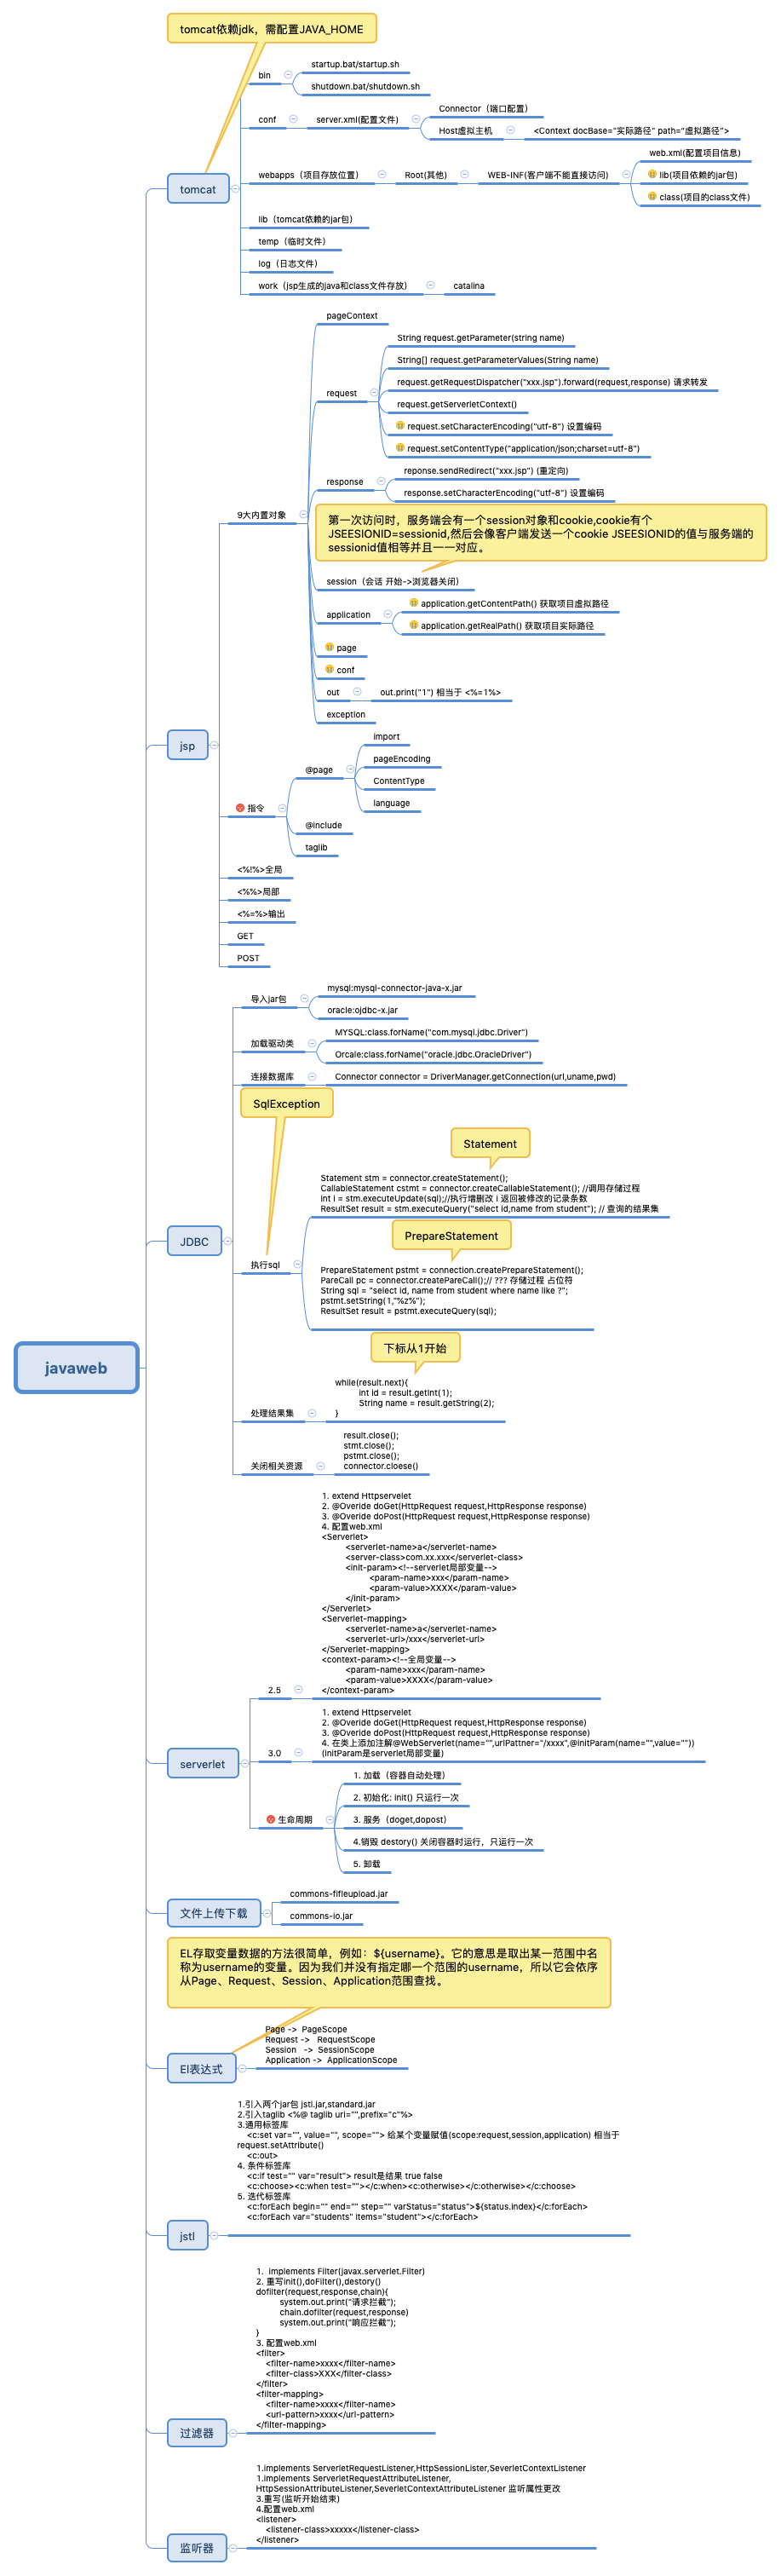 tomcat依赖jdk，需配置JAVA_HOME
startup.bat/startup.sh
bin
shutdown.bat/shutdown.sh
Connector（端口配置）
conf
server.xml(配置文件)
Host虚拟主机
<Context docBase="实际路径" path="虚拟路径">
web.xml(配置项目信息)
tomcat
webapps（项目存放位置）
Root(其他)
WEB-INF(客户端不能直接访问)
lib(项目依赖的jar包)
class(项目的class文件)
lib（tomcat依赖的jar包）
temp（临时文件）
log（日志文件）
work（jsp生成的java和class文件存放）
catalina
pageContext
String request.getParameter(string name)
String[] request.getParameterValues(String name)
request.getRequestDispatcher("xxx.jsp").forward(request,response) 请求转发
request
request.getServerletContext()
request.setCharacterEncoding("utf-8") 设置编码
request.setContentType("application/json;charset=utf-8")
reponse.sendRedirect("xxx.jsp") (重定向)
response
response.setCharacterEncoding("utf-8") 设置编码
9大内置对象
第一次访问时，服务端会有一个session对象和cookie,cookie有个
JSEESIONID=sessionid,然后会像客户端发送一个cookie JSEESIONID的值与服务端的
sessionid值相等并且一一对应。
session（会话 开始->浏览器关闭）
application.getContentPath() 获取项目虚拟路径
application
application.getRealPath() 获取项目实际路径
page
conf
out
out.print("1") 相当于 <%=1%>
exception
jsp
import
@page
pageEncoding
ContentType
language
指令
@include
taglib
<%!%>全局
<%%>局部
<%=%>输出
GET
POST
导入jar包
mysql:mysql-connector-java-x.jar
oracle:ojdbc-x.jar
加载驱动类
MYSQL:class.forName("com.mysql.jdbc.Driver")
Orcale:class.forName("oracle.jdbc.OracleDriver")
连接数据库
Connector connector = DriverManager.getConnection(url,uname,pwd)
SqlException
Statement
Statement stm = connector.createStatement();
CallableStatement cstmt = connector.createCallableStatement(); //调用存储过程
int i = stm.executeUpdate(sql);//执行增删改 i 返回被修改的记录条数
ResultSet result = stm.executeQuery("select id,name from student"); // 查询的结果集
JDBC
PrepareStatement
执行sql
PrepareStatement pstmt = connection.createPrepareStatement();
PareCall pc = connector.createPareCall();// ??? 存储过程 占位符
String sql = "select id, name from student where name like ?";
pstmt.setString(1,"%z%");
ResultSet result = pstmt.executeQuery(sql);
下标从1开始
javaweb
while(result.next){
int id = result.getInt(1);
String name = result.getString(2);
}
处理结果集
result.close();
stmt.close();
pstmt.close();
connector.cloese()
关闭相关资源
1. extend Httpservelet
2. @Overide doGet(HttpRequest request,HttpResponse response)
3. @Overide doPost(HttpRequest request,HttpResponse response)
4. 配置web.xml
<Serverlet>
<serverlet-name>a</serverlet-name>
<server-class>com.xx.xxx</serverlet-class>
<init-param><!--serverlet局部变量-->
<param-name>xxx</param-name>
<param-value>XXXX</param-value>
</init-param>
</Serverlet>
<Serverlet-mapping>
<serverlet-name>a</serverlet-name>
<serverlet-url>/xxx</serverlet-url>
</Serverlet-mapping>
<context-param><!--全局变量-->
<param-name>xxx</param-name>
<param-value>XXXX</param-value>
</context-param>
2.5
1. extend Httpservelet
2. @Overide doGet(HttpRequest request,HttpResponse response)
3. @Overide doPost(HttpRequest request,HttpResponse response)
4. 在类上添加注解@WebServerlet(name="",urlPartner="/xxxx",@initParam(name="",value=""))
(initParam是serverlet局部变量)
3.0
serverlet
1. 加载（容器自动处理）
2. 初始化: init() 只运行一次
生命周期
3. 服务（doget,dopost）
4.销毁 destory() 关闭容器时运行，只运行一次
5. 卸载
commons-fifleupload.jar
文件上传下载
commons-io.jar
EL存取变量数据的方法很简单，例如：${username}。它的意思是取出某一范围中名
称为username的变量。因为我们并没有指定哪一个范围的username，所以它会依序
从Page、Request、Session、Application范围查找。
Page -> PageScope
Request -> RequestScope
Session -> SessionScope
Application -> ApplicationScope
El表达式
1.引入两个jar包 jstl.jar,standard.jar
2.引入taglib <%@ taglib url="",prefix="c"%>
3.通用标签库
<c:set var="", value="", scope=""> 给某个变量赋值(scope:request,session,application) 相当于
request.setAttribute()
<c:out>
4. 条件标签库
<c:if test="" var="result"> result是结果 true false
<c:choose><c:when test=""></c:when><c:otherwise></c:otherwise></c:choose>
5. 迭代标签库
<c:forEach begin="" end="" step="" varStatus="status">${status.index}</c:forEach>
<c:forEach var="students" items="student"></c:forEach>
jstl
1. implements Filter(javax.serverlet.Filter)
2. 重写init(),doFilter(),destory()
dofilter(request,response,chain){
system.out.print("请求拦截");
chain.dofilter(request,response)
system.out.print("响应拦截");
}
3. 配置web.xml
<filter>
<filter-name>xxxx</filter-name>
<filter-class>XXX</filter-class>
</filter>
<filter-mapping>
<filter-name>xxxx</filter-name>
<url-pattern>xxxx</url-pattern>
</filter-mapping>
过滤器
1.implements ServerletRequestListener,HttpSessionLister,SeverletContextListener
1.implements ServerletRequestAttributeListener,
HttpSessionAttributeListener,SeverletContextAttributeListener 监听属性更改
3.重写(监听开始结束)
4.配置web.xml
<listener>
<listener-class>xxxxx</listener-class>
</listener>
监听器